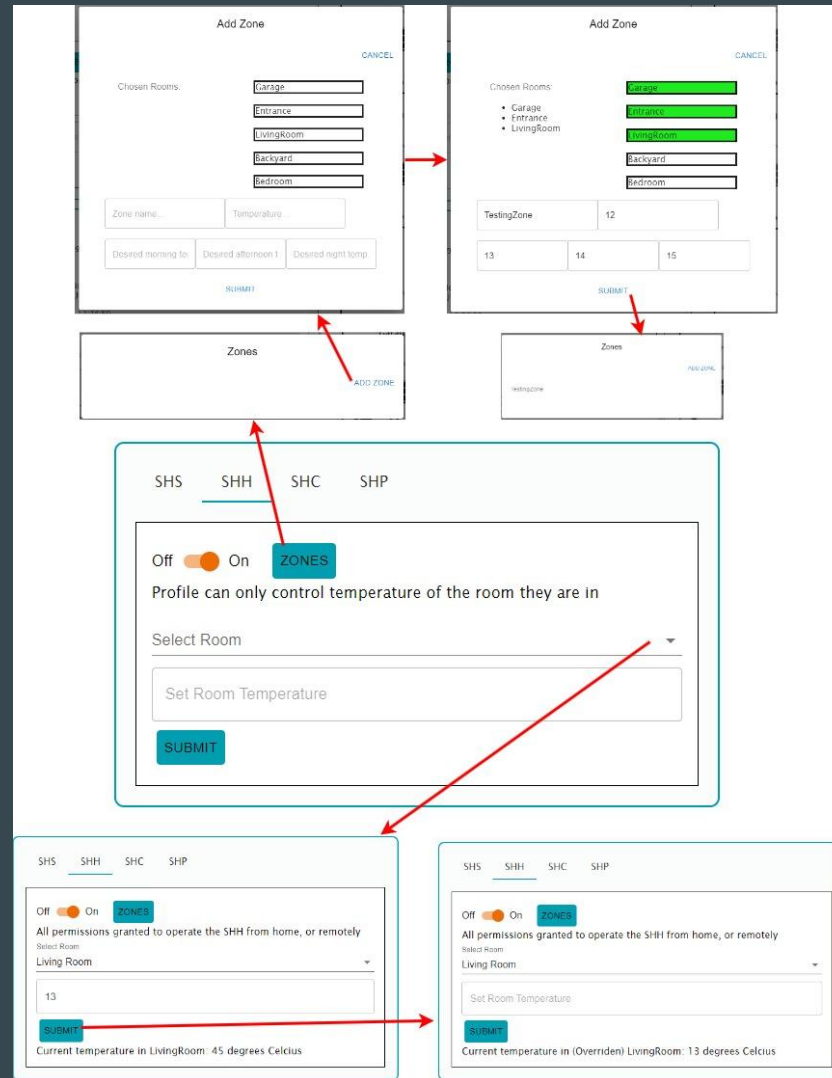 Add Zone
CANCEL
Chosen Rooms:
Garage
Entrance
LivingRoom
Backyard
Bedroom
Zone name...
Temperature...
Desired morning te
Desired afternoon t
Desired night temp
SUBMIT
Add Zone
CANCEL
Chosen Rooms:
Garage
Entrance
LivingRoom
Garage
Entrance
LivingRoom
Backyard
Bedroom
TestingZone 12
13 14 15
SUBMIT
Zones
ADD ZONE
Zones
ADD ZONE
TestingZone
SHS SHH SHC SHP
Off On ZONES
Profile can only control temperature of the room they are in
Select Room
Set Room Temperature
SUBMIT
SHS SHH SHC SHP
Off On ZONES
All permissions granted to operate the SHH from home, or remotely
Select Room
Living Room
13
SUBMIT
Current temperature in LivingRoom: 45 degrees Celcius
SHS SHH SHC SHP
Off On ZONES
All permissions granted to operate the SHH from home, or remotely
Select Room
Living Room
Set Room Temperature
SUBMIT
Current temperature in (Overriden) LivingRoom: 13 degrees Celcius